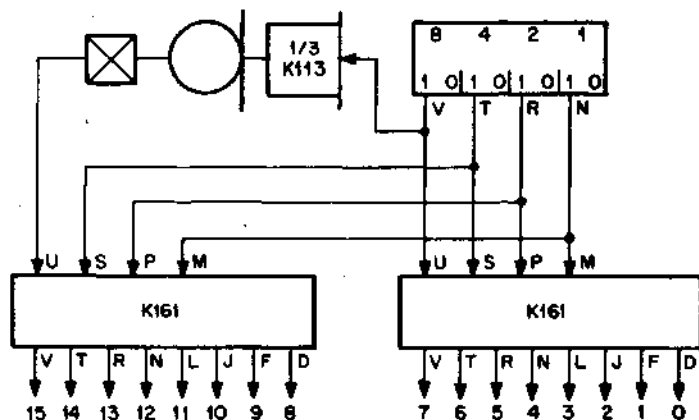 1/3
K113
8 4 2 1
1 0 1 0 1 0 1 0
V T R N
U S P M
U S P M
K161
K161
V T R N L J F D
V T R N L J F D
15 14 13 12 11 10 9 8
7 6 5 4 3 2 1 0